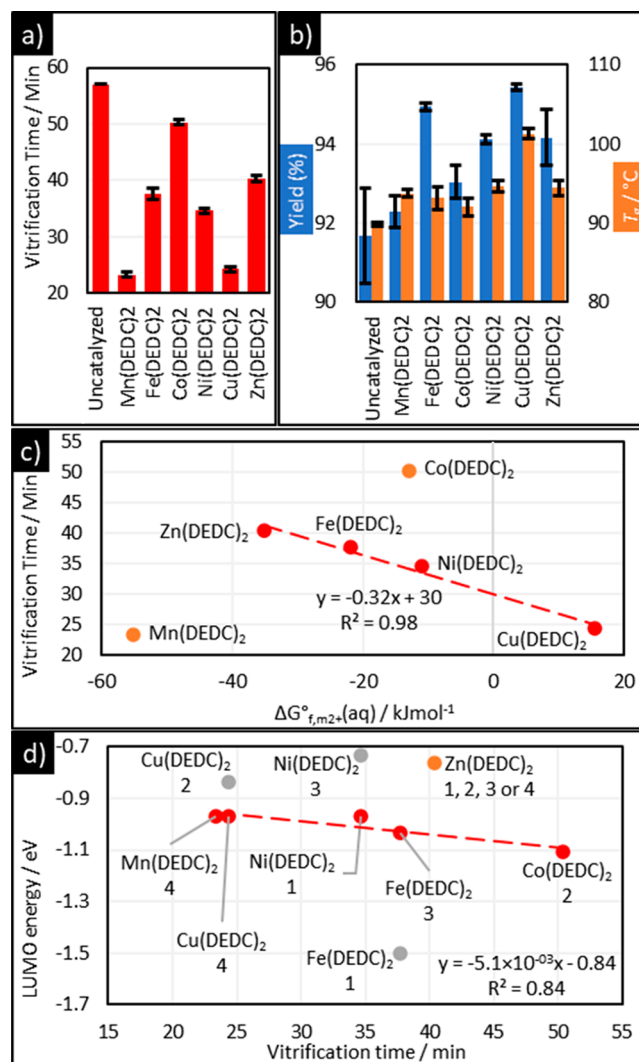 a)
Vitrification Time / Min
60
50
40
30
20
Uncatalyzed
Mn(DEDC)2
Fe(DEDC)2
Co(DEDC)2
Ni(DEDC)2
Cu(DEDC)2
Zn(DEDC)2
b)
Yield (%)
96
94
92
90
110
100
90
80
Tg / °C
Uncatalyzed
Mn(DEDC)2
Fe(DEDC)2
Co(DEDC)2
Ni(DEDC)2
Cu(DEDC)2
Zn(DEDC)2
c)
Vitrification Time / Min
55
50
45
40
35
30
25
20
Co(DEDC)₂
Zn(DEDC)₂
Fe(DEDC)₂
Ni(DEDC)₂
y = -0.32x + 30
R² = 0.98
Mn(DEDC)₂
Cu(DEDC)₂
-60
-40
-20
0
20
ΔG°f,m2+(aq) / kJmol⁻¹
d)
LUMO energy / eV
-0.7
-0.9
-1.1
-1.3
-1.5
-1.7
Cu(DEDC)₂
2
Ni(DEDC)₂
3
Zn(DEDC)₂
1, 2, 3 or 4
Mn(DEDC)₂
4
Ni(DEDC)₂
1
Fe(DEDC)₂
3
Co(DEDC)₂
2
Cu(DEDC)₂
4
Fe(DEDC)₂
1
y = -5.1×10⁻⁰³x - 0.84
R² = 0.84
15
20
25
30
35
40
45
50
55
Vitrification time / min